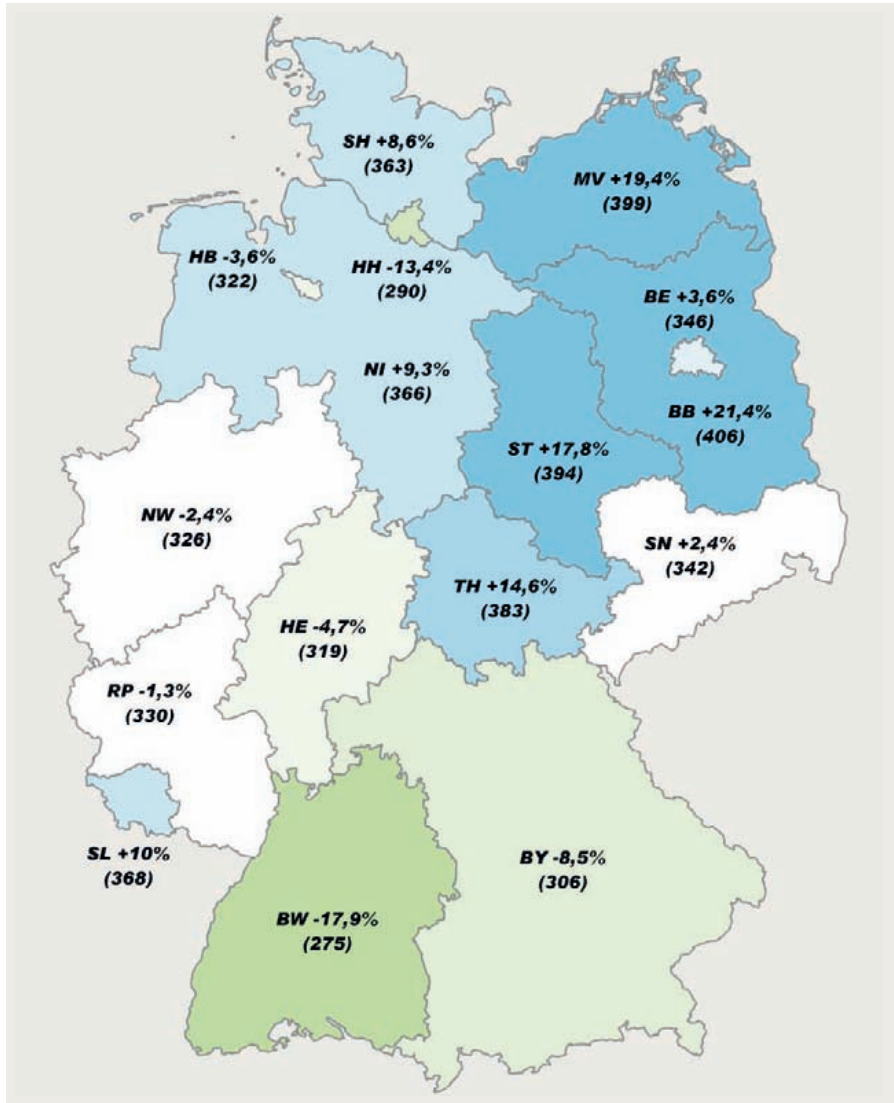 SH +8,6%
(363)
MV +19,4%
(399)
HB -3,6%
(322)
HH -13,4%
(290)
BE +3,6%
(346)
NI +9,3%
(366)
BB +21,4%
(406)
ST +17,8%
(394)
NW -2,4%
(326)
SN +2,4%
(342)
TH +14,6%
(383)
HE -4,7%
(319)
RP -1,3%
(330)
SL +10%
(368)
BY -8,5%
(306)
BW -17,9%
(275)